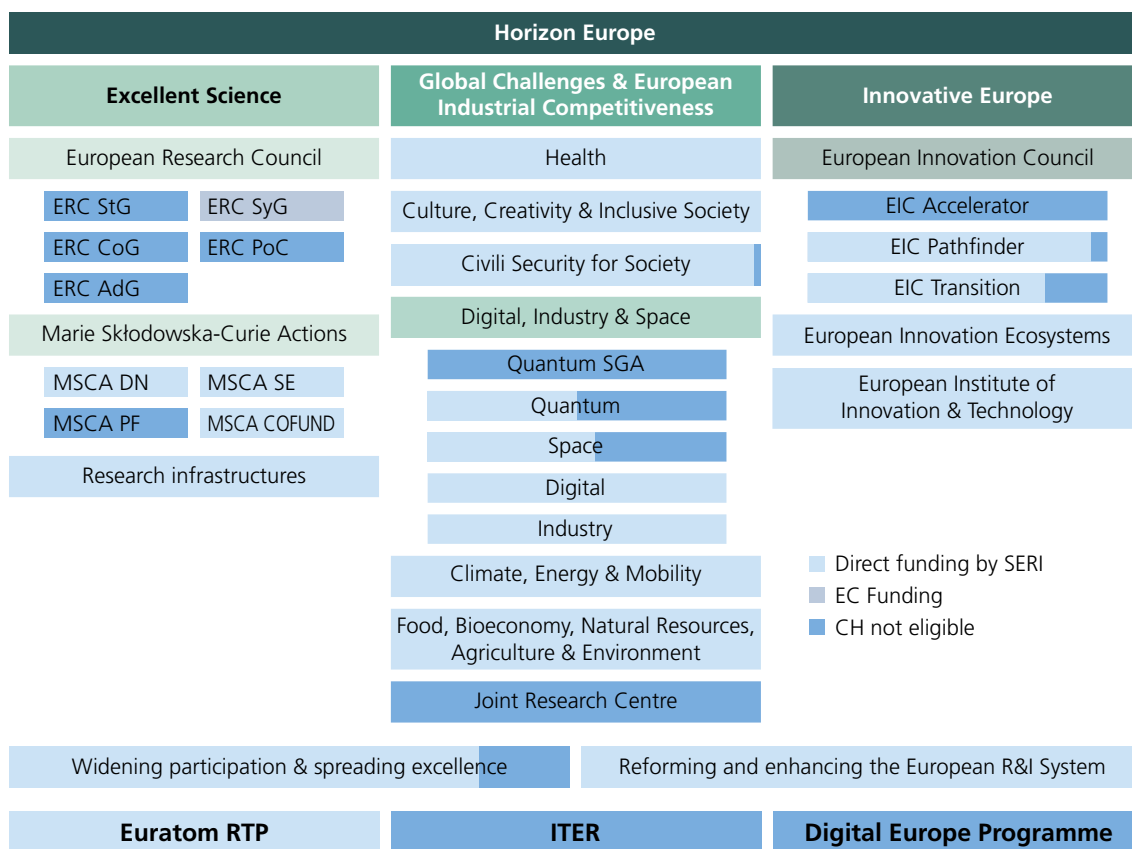 Horizon Europe
Excellent Science
European Research Council
ERC StG
ERC SyG
ERC CoG
ERC PoC
ERC AdG
Marie Skłodowska-Curie Actions
MSCA DN
MSCA SE
MSCA PF
MSCA COFUND
Research infrastructures
Global Challenges & European
Industrial Competitiveness
Health
Culture, Creativity & Inclusive Society
Civili Security for Society
Digital, Industry & Space
Quantum SGA
Quantum
Space
Digital
Industry
Climate, Energy & Mobility
Food, Bioeconomy, Natural Resources,
Agriculture & Environment
Joint Research Centre
Innovative Europe
European Innovation Council
EIC Accelerator
EIC Pathfinder
EIC Transition
European Innovation Ecosystems
European Institute of
Innovation & Technology
Direct funding by SERI
EC Funding
CH not eligible
Widening participation & spreading excellence
Reforming and enhancing the European R&I System
Euratom RTP
ITER
Digital Europe Programme